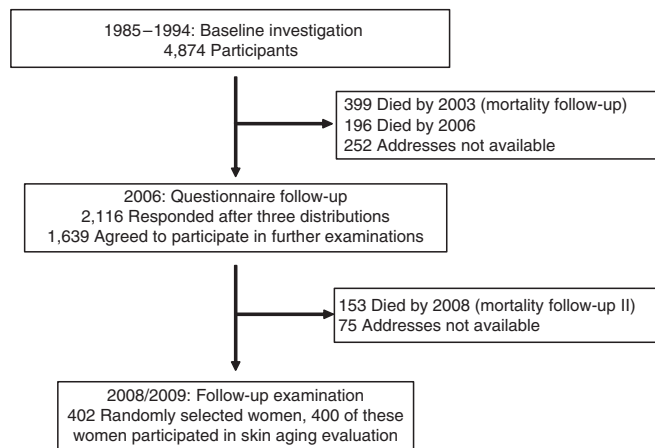 1985–1994: Baseline investigation
4,874 Participants
399 Died by 2003 (mortality follow-up)
196 Died by 2006
252 Addresses not available
2006: Questionnaire follow-up
2,116 Responded after three distributions
1,639 Agreed to participate in further examinations
153 Died by 2008 (mortality follow-up II)
75 Addresses not available
2008/2009: Follow-up examination
402 Randomly selected women, 400 of these
women participated in skin aging evaluation